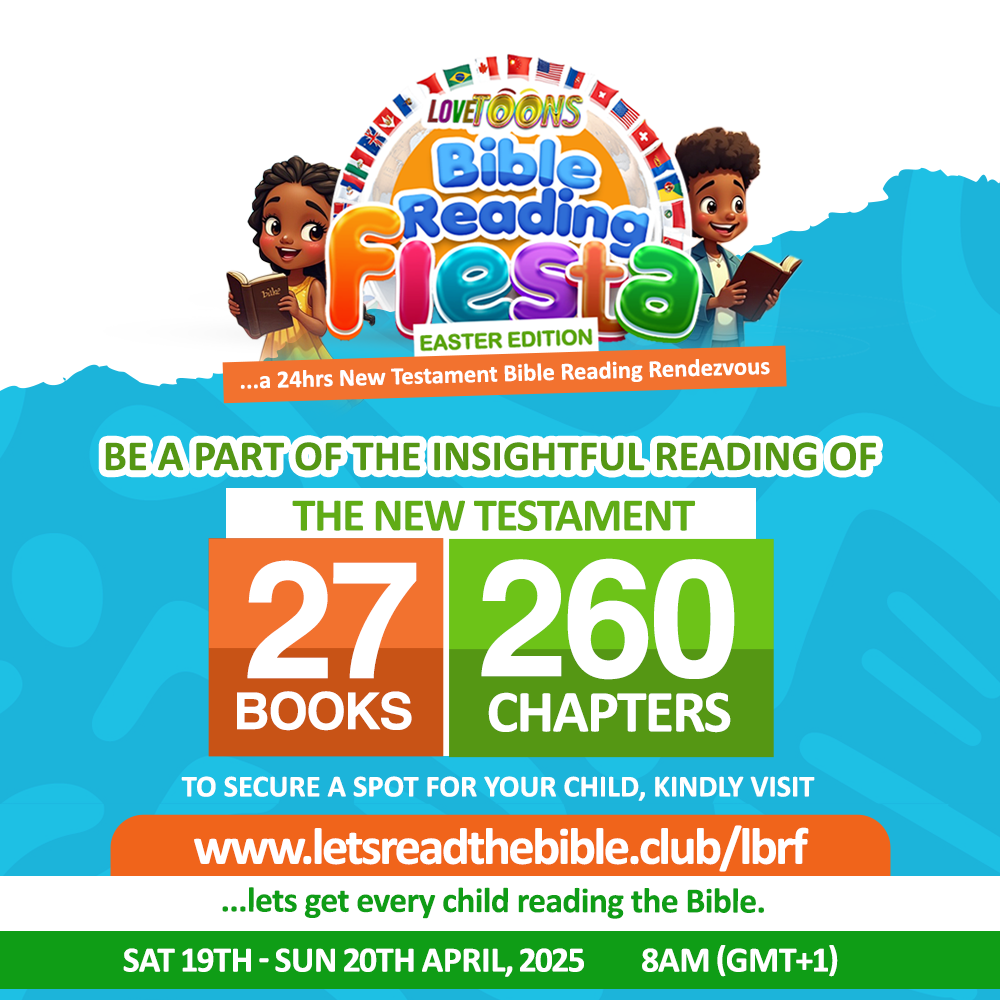 LOVETOONS
Bible
Reading
Fiesta
EASTER EDITION
...a 24hrs New Testament Bible Reading Rendezvous
bible
BE A PART OF THE INSIGHTFUL READING OF
THE NEW TESTAMENT
27
BOOKS
260
CHAPTERS
TO SECURE A SPOT FOR YOUR CHILD, KINDLY VISIT
www.letsreadthebible.club/lbrf
...lets get every child reading the Bible.
SAT 19TH - SUN 20TH APRIL, 2025 8AM (GMT+1)